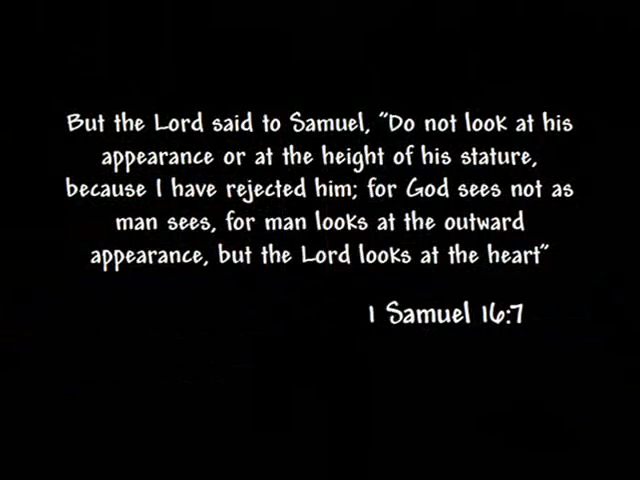 But the Lord said to Samuel, "Do not look at his
appearance or at the height of his stature,
because I have rejected him; for God sees not as
man sees, for man looks at the outward
appearance, but the Lord looks at the heart"
1 Samuel 16:7